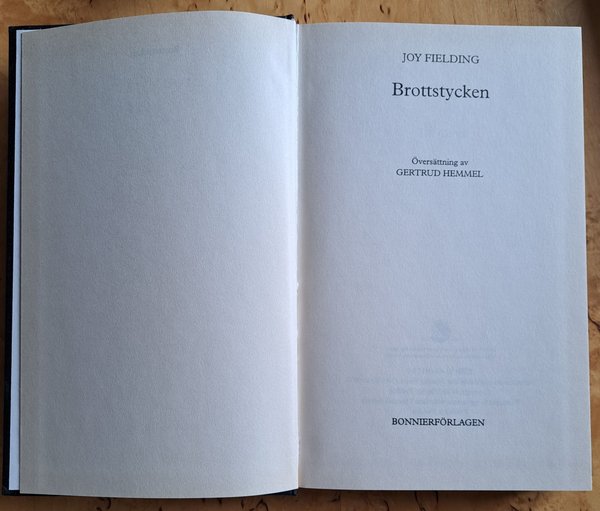 JOY FIELDING
Brottstycken
Översättning av
GERTRUD HEMMEL
BONNIERFÖRLAGEN